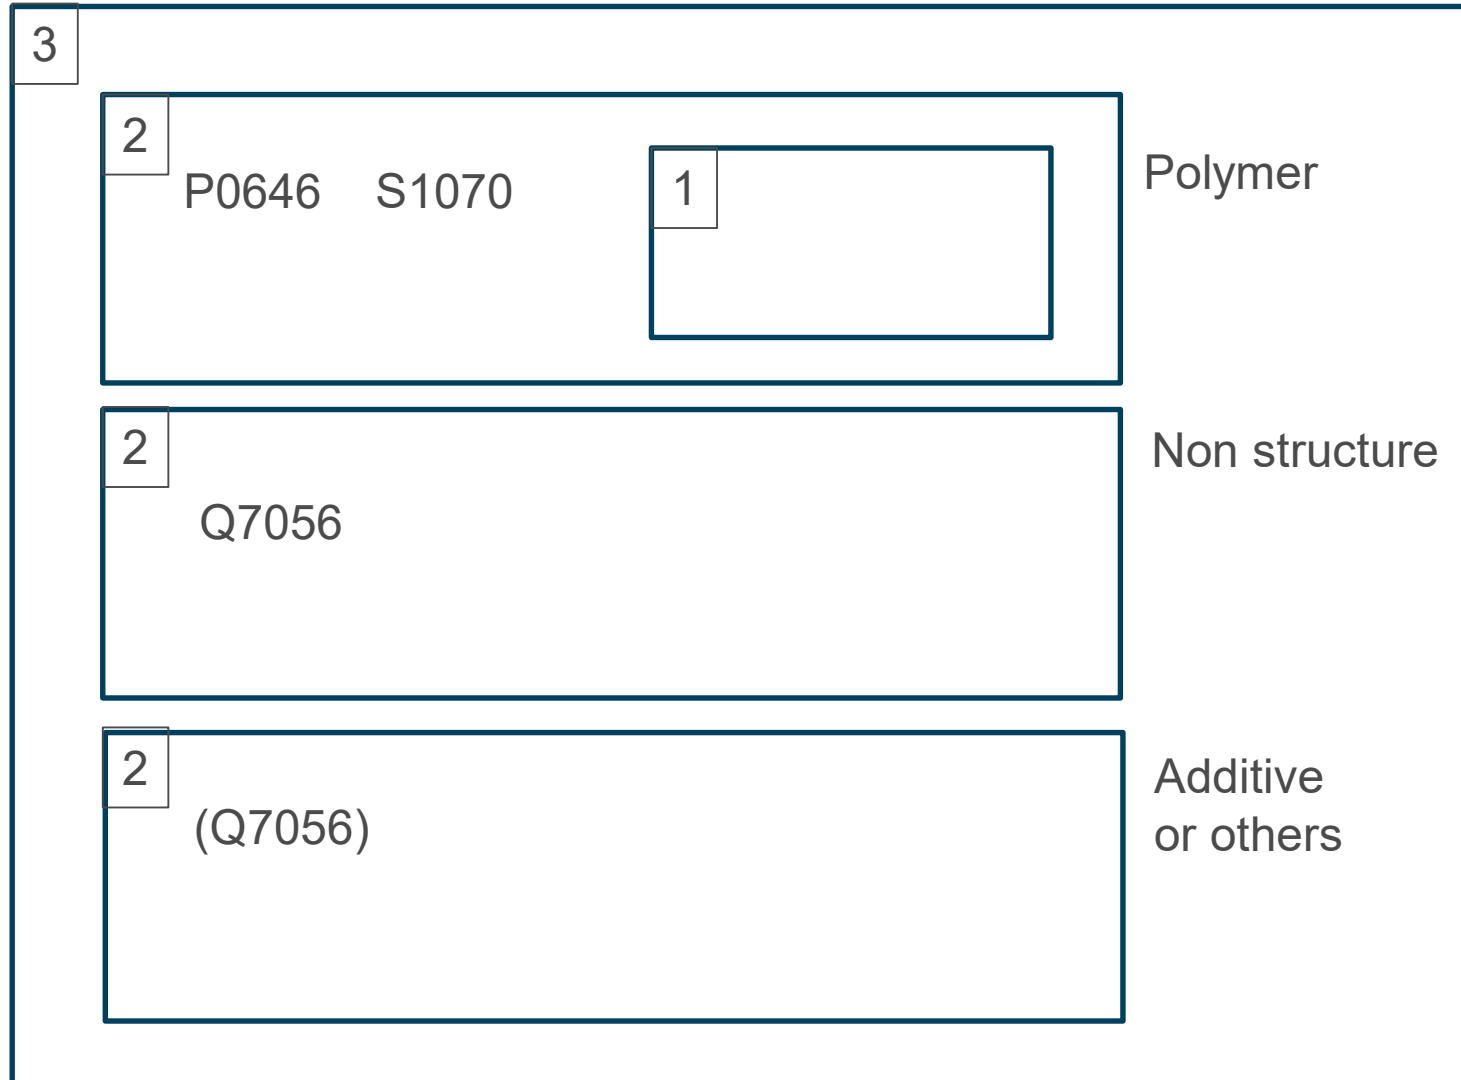 3
2
P0646 S1070
1
Polymer
2
Q7056
Non structure
2
(Q7056)
Additive
or others